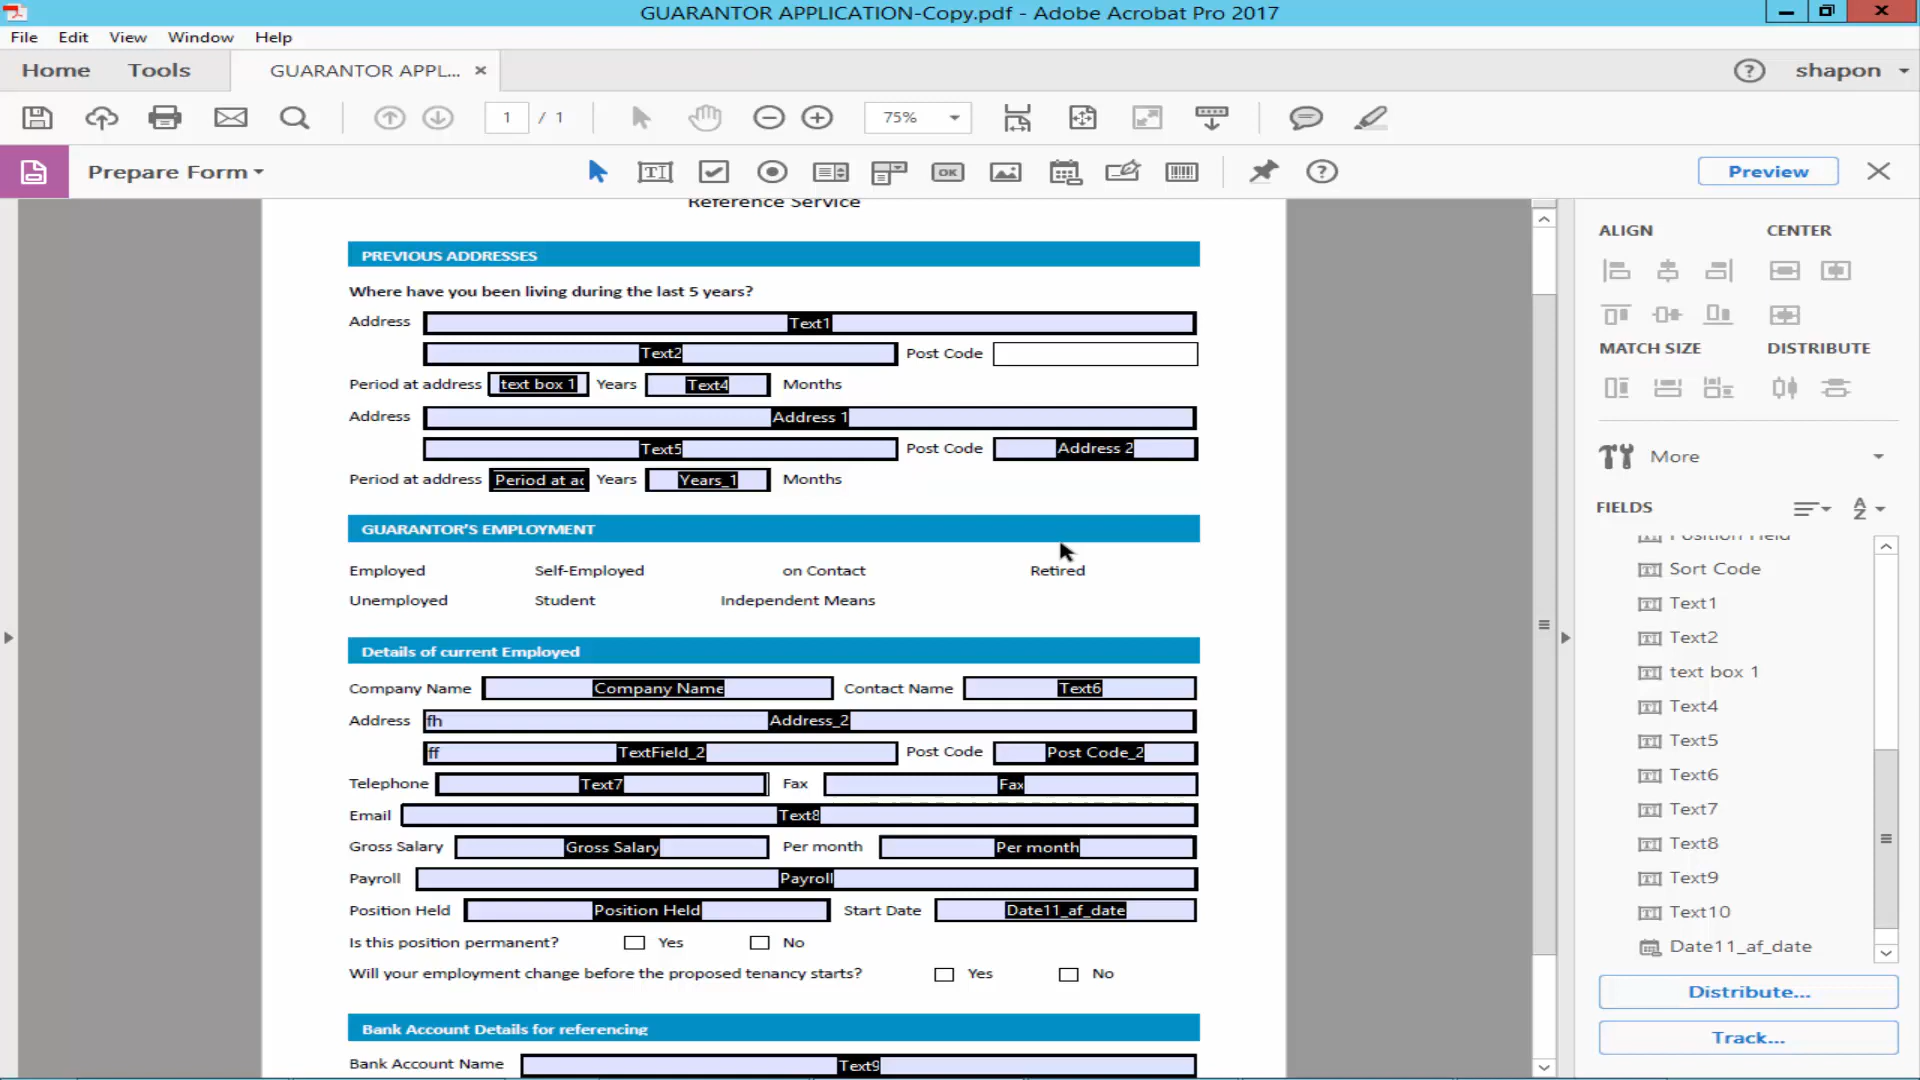 GUARANTOR APPLICATION-Copy.pdf - Adobe Acrobat Pro 2017
File Edit View Window Help
Home Tools GUARANTOR APPL... × shapon
1 / 1 75%
Prepare Form Preview
OK
Reference Service
PREVIOUS ADDRESSES
Where have you been living during the last 5 years?
Address Text1
Text2 Post Code
Period at address text box 1 Years Text4 Months
Address Address 1
Text5 Post Code Address 2
Period at address Period at ac Years Years_1 Months
GUARANTOR'S EMPLOYMENT
Employed Self-Employed on Contact Retired
Unemployed Student Independent Means
Details of current Employed
Company Name Company Name Contact Name Text6
Address fh Address_2
ff TextField_2 Post Code Post Code_2
Telephone Text7 Fax Fax
Email Text8
Gross Salary Gross Salary Per month Per month
Payroll Payroll
Position Held Position Held Start Date Date11_af_date
Is this position permanent? Yes No
Will your employment change before the proposed tenancy starts? Yes No
Bank Account Details for referencing
Bank Account Name Text9
ALIGN CENTER
MATCH SIZE DISTRIBUTE
More
FIELDS
Position Held
Sort Code
Text1
Text2
text box 1
Text4
Text5
Text6
Text7
Text8
Text9
Text10
Date11_af_date
Distribute...
Track...